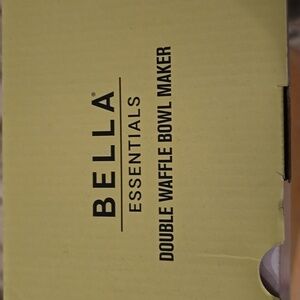 BELLA®
ESSENTIALS
DOUBLE WAFFLE BOWL MAKER